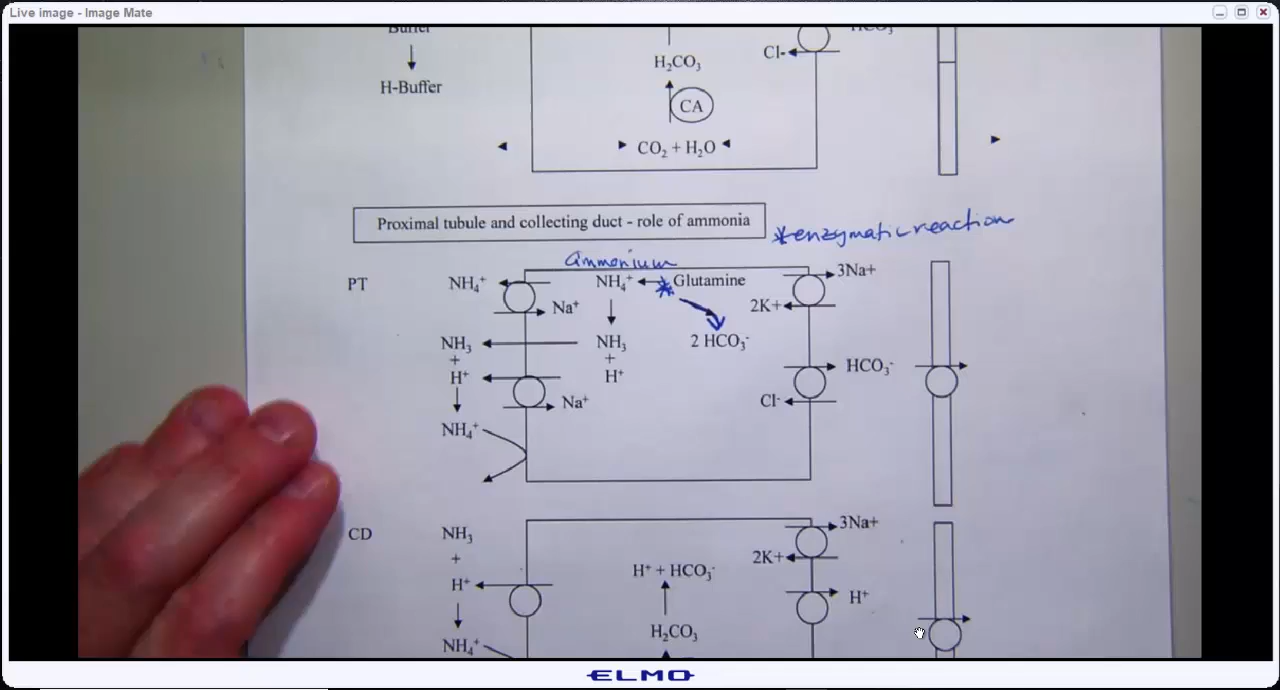 Live image - Image Mate
Buffer
H-Buffer
H₂CO₃
CA
CO₂ + H₂O
Cl-
HCO₃⁻
Proximal tubule and collecting duct - role of ammonia
*enzymatic reaction
ammonium
PT
NH₄⁺
NH₄⁺
*
Glutamine
3Na+
Na⁺
2K+
NH₃
NH₃
2 HCO₃⁻
+
+
H⁺
H⁺
HCO₃⁻
Na⁺
Cl⁻
NH₄⁺
CD
NH₃
3Na+
+
2K+
H⁺
H⁺ + HCO₃⁻
H⁺
H₂CO₃
NH₄⁺
ELMO